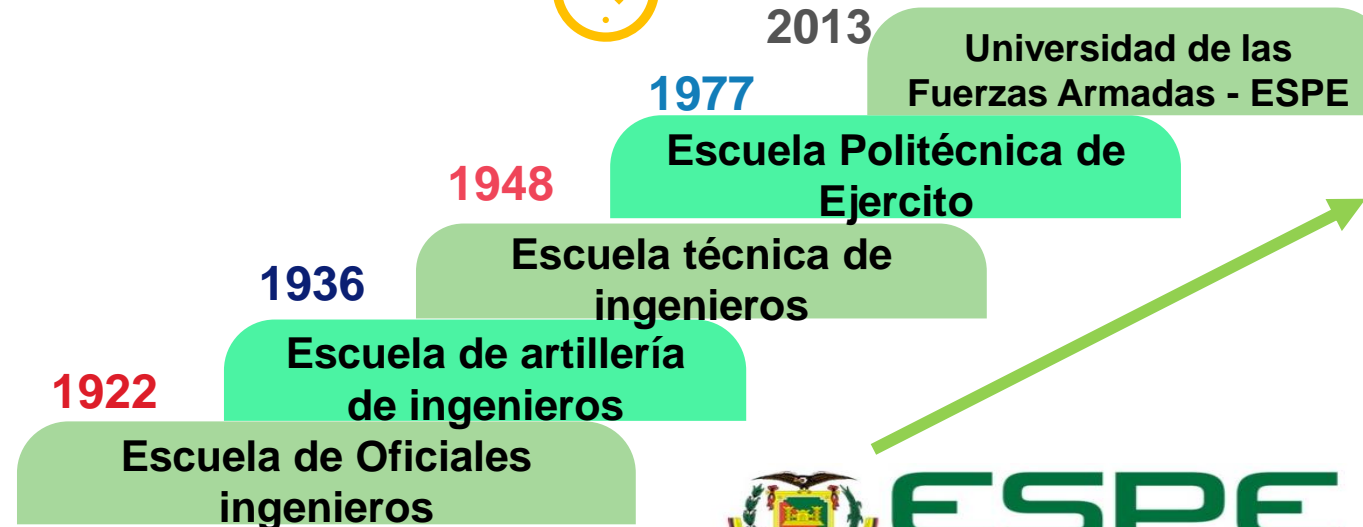 2013
Universidad de las
Fuerzas Armadas - ESPE
1977
Escuela Politécnica de
Ejercito
1948
Escuela técnica de
ingenieros
1936
Escuela de artillería
de ingenieros
1922
Escuela de Oficiales
ingenieros
ESPE